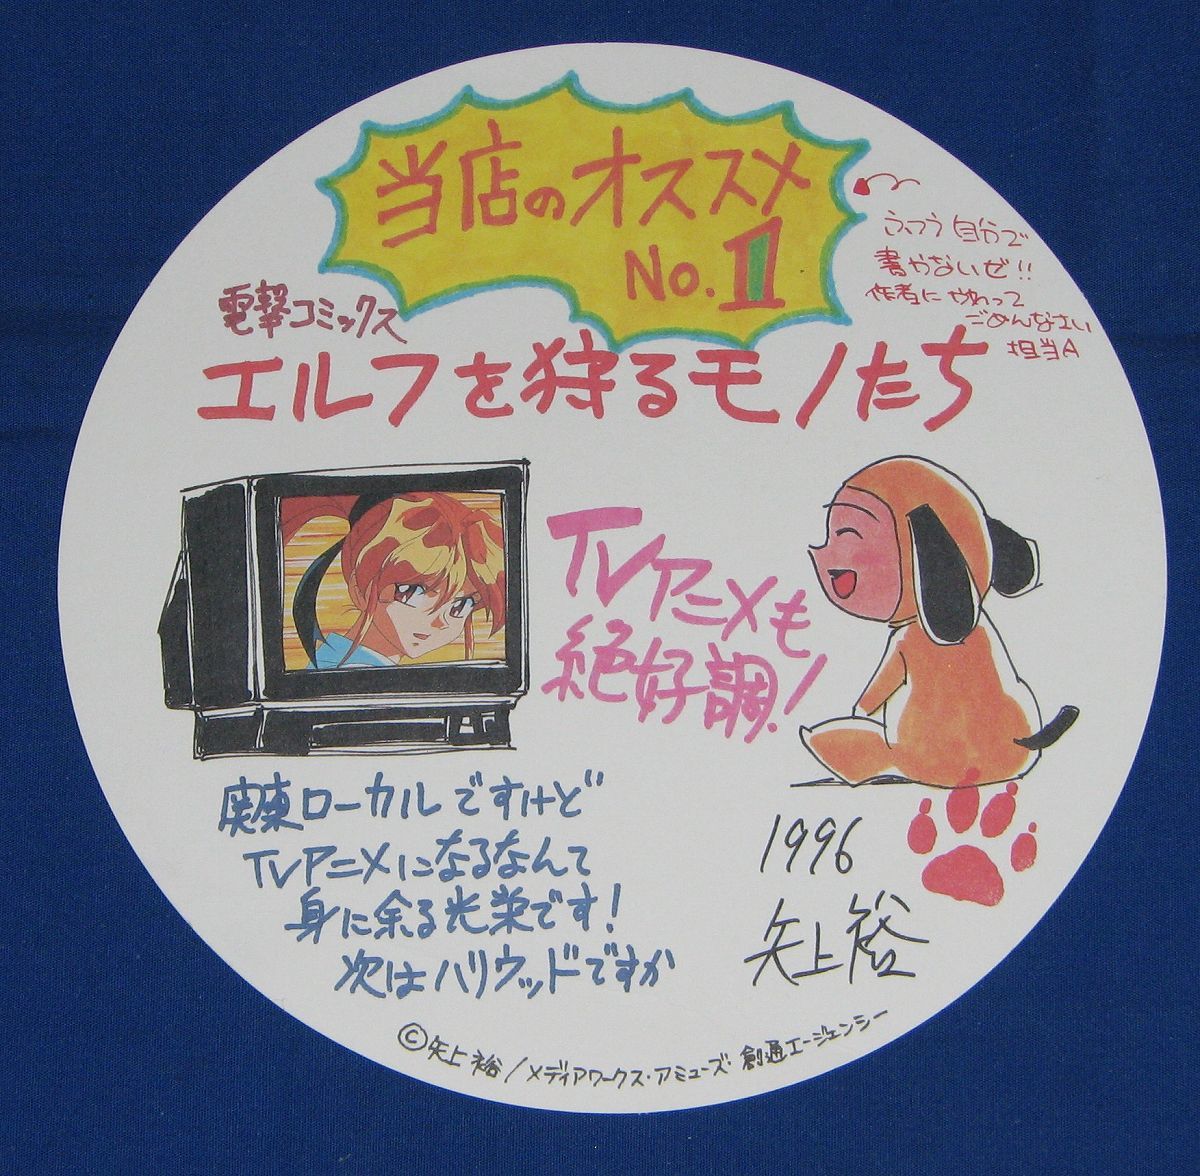 当店のオススメ
No.1
ふつう自分で
書かないぜ!!
作者にかわって
ごめんなさい
担当A
電撃コミックス
エルフを狩るモノたち
TVアニメも
絶好調!
関東ローカルですけど
TVアニメになるなんて
身に余る光栄です!
次はハリウッドですか
1996
矢上裕
©矢上裕/メディアワークス・アミューズ・創通エージェンシー